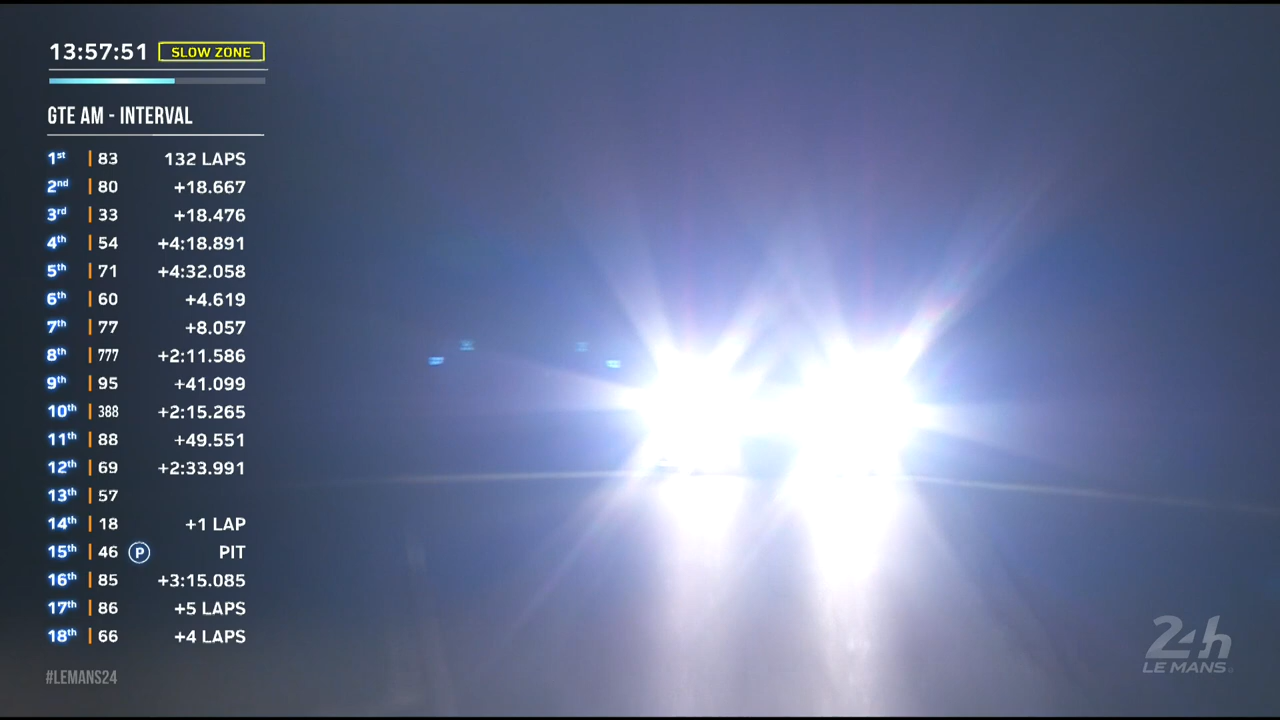 13:57:51 SLOW ZONE
GTE AM - INTERVAL
1st 83 132 LAPS
2nd 80 +18.667
3rd 33 +18.476
4th 54 +4:18.891
5th 71 +4:32.058
6th 60 +4.619
7th 77 +8.057
8th 777 +2:11.586
9th 95 +41.099
10th 388 +2:15.265
11th 88 +49.551
12th 69 +2:33.991
13th 57
14th 18 +1 LAP
15th 46 P PIT
16th 85 +3:15.085
17th 86 +5 LAPS
18th 66 +4 LAPS
#LEMANS24
24h
LE MANS